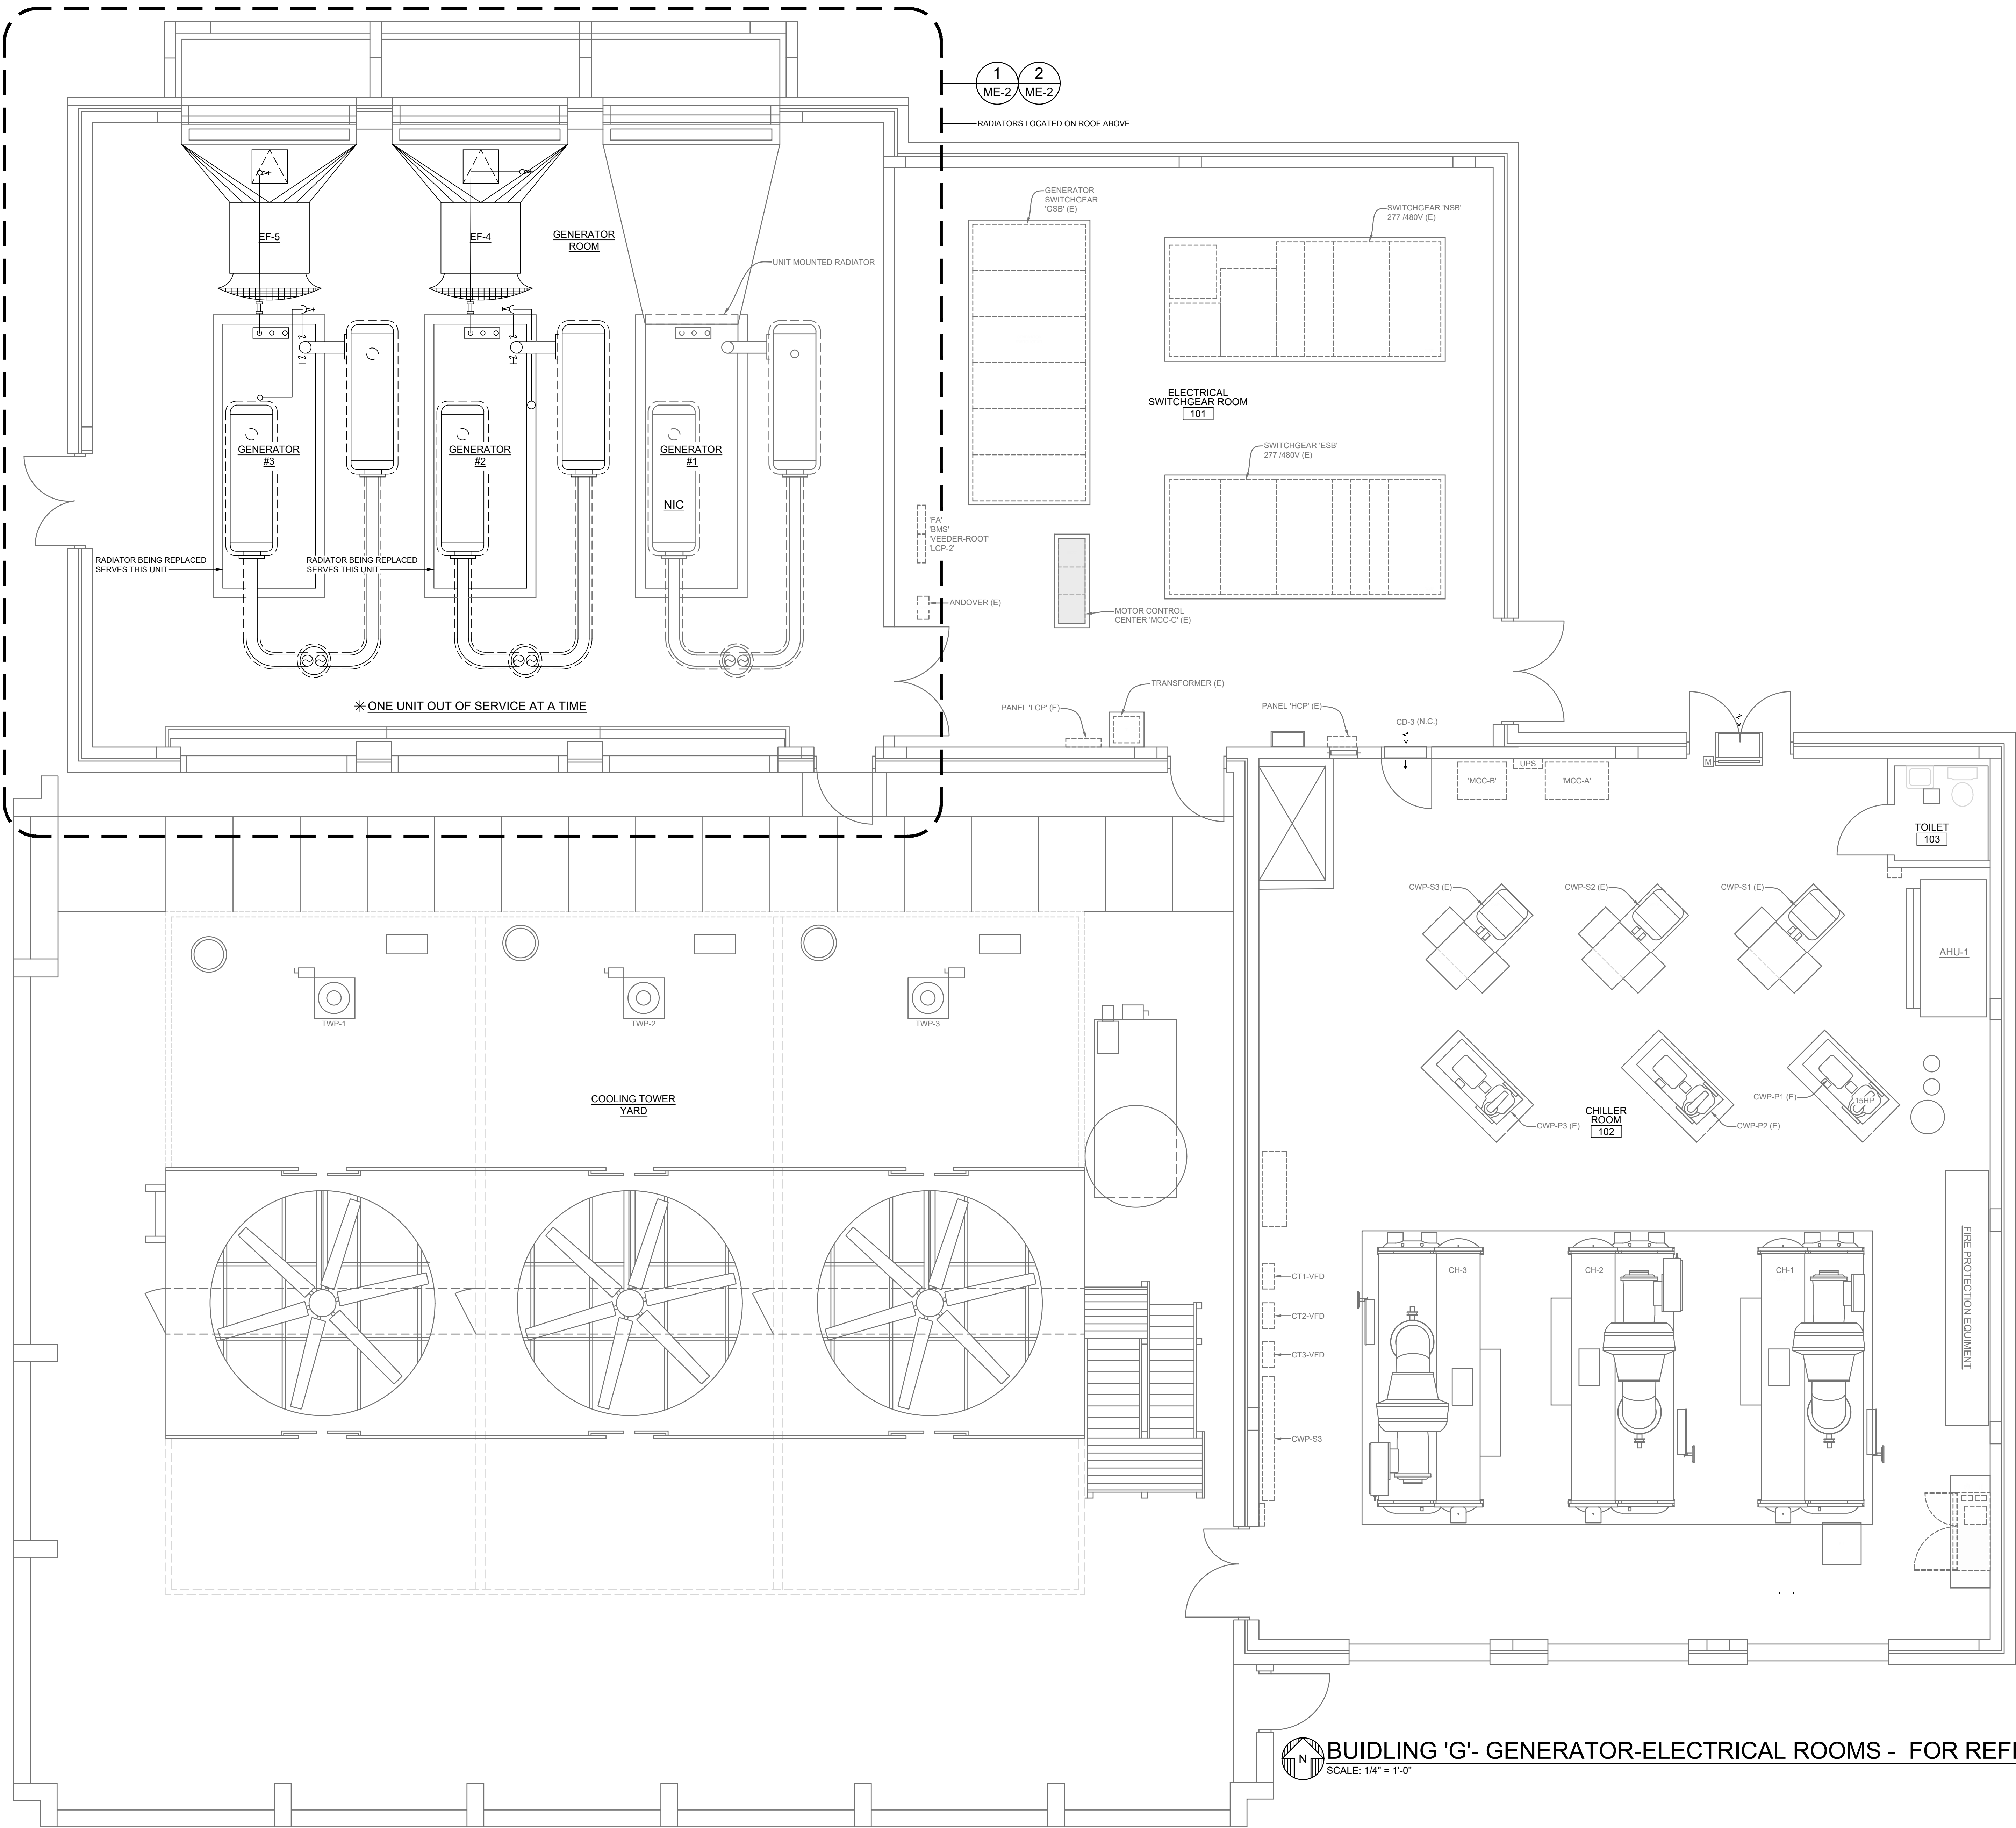 1
ME-2
2
ME-2
RADIATORS LOCATED ON ROOF ABOVE
EF-5
EF-4
GENERATOR
ROOM
UNIT MOUNTED RADIATOR
GENERATOR
SWITCHGEAR
'GSB' (E)
SWITCHGEAR 'NSB'
277 /480V (E)
ELECTRICAL
SWITCHGEAR ROOM
101
SWITCHGEAR 'ESB'
277 /480V (E)
GENERATOR
#3
GENERATOR
#2
GENERATOR
#1
NIC
'FA'
'BMS'
'VEEDER-ROOT'
'LCP-2'
RADIATOR BEING REPLACED
SERVES THIS UNIT
RADIATOR BEING REPLACED
SERVES THIS UNIT
ANDOVER (E)
MOTOR CONTROL
CENTER 'MCC-C' (E)
TRANSFORMER (E)
PANEL 'LCP' (E)
PANEL 'HCP' (E)
CD-3 (N.C.)
ONE UNIT OUT OF SERVICE AT A TIME
'MCC-B'
UPS
'MCC-A'
M
TOILET
103
CWP-S3 (E)
CWP-S2 (E)
CWP-S1 (E)
AHU-1
TWP-1
TWP-2
TWP-3
COOLING TOWER
YARD
CWP-P3 (E)
CHILLER
ROOM
102
CWP-P2 (E)
CWP-P1 (E)
15HP
CT1-VFD
CT2-VFD
CT3-VFD
CWP-S3
CH-3
CH-2
CH-1
FIRE PROTECTION EQUIMENT
N
BUIDLING 'G'- GENERATOR-ELECTRICAL ROOMS - FOR REF
SCALE: 1/4" = 1'-0"